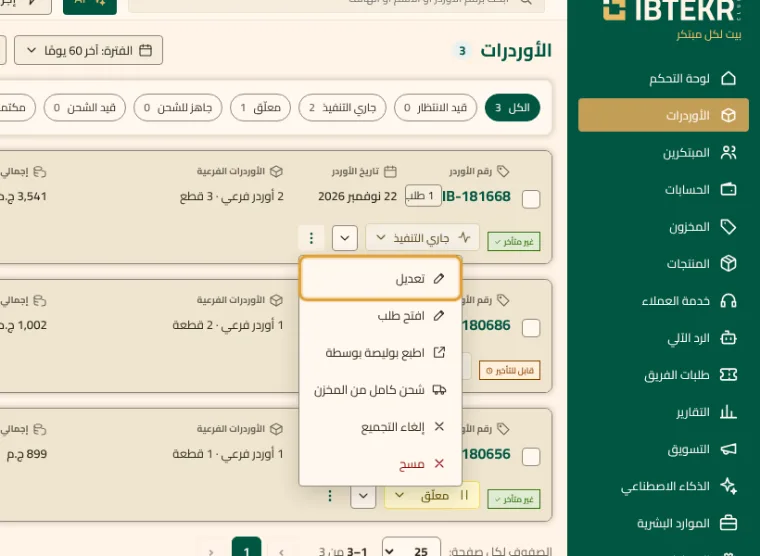 IBTEKR
بيت لكل مبتكر
لوحة التحكم
الأوردرات
المبتكرين
الحسابات
المخزون
المنتجات
خدمة العملاء
الرد الآلي
طلبات الفريق
التقارير
التسويق
الذكاء الاصطناعي
الموارد البشرية
الأوردرات 3
الفترة: آخر 60 يومًا
الكل 3
قيد الانتظار 0
جاري التنفيذ 2
معلّق 1
جاهز للشحن 0
قيد الشحن 0
رقم الأوردر
تاريخ الأوردر
الأوردرات الفرعية
إجمالي
IB-181668
1 طلب
22 نوفمبر 2026
2 أوردر فرعي · 3 قطع
3,541
غير متأخر
جاري التنفيذ
تعديل
افتح طلب
اطبع بوليصة بوسطة
شحن كامل من المخزن
إلغاء التجميع
مسح
الأوردرات الفرعية
إجمالي
180686
1 أوردر فرعي · 2 قطعة
1,002
قابل للتأخير
الأوردرات الفرعية
إجمالي
180656
1 أوردر فرعي · 1 قطعة
899 ج.م
غير متأخر
معلّق
الصفوف لكل صفحة:
25
1–3 من 3
1